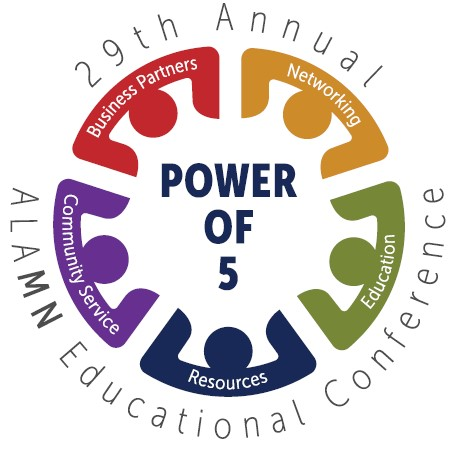 29th Annual
ALAMN Educational Conference
Business Partners
Networking
Education
Resources
Community Service
POWER
OF
5